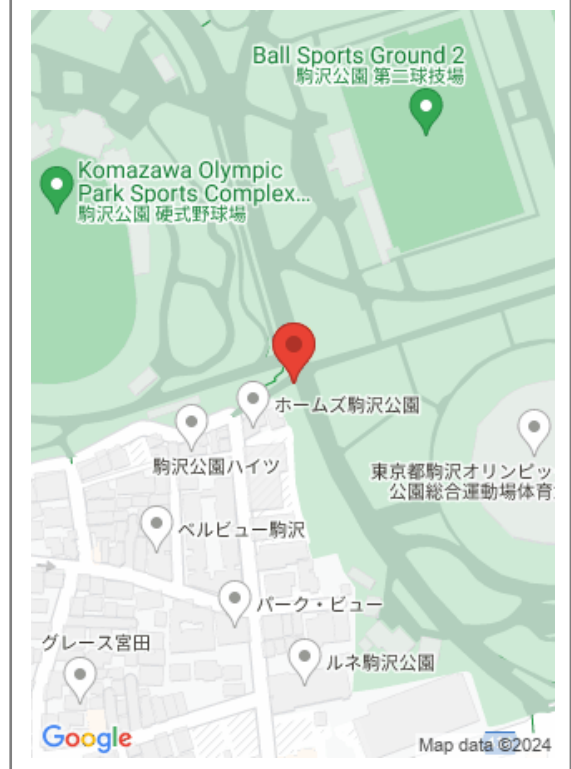 Ball Sports Ground 2
駒沢公園 第二球技場
Komazawa Olympic
Park Sports Complex...
駒沢公園 硬式野球場
ホームズ駒沢公園
駒沢公園ハイツ
東京都駒沢オリンピッ
公園総合運動場体育
ベルビュー駒沢
パーク・ビュー
グレース宮田
ルネ駒沢公園
Google
Map data ©2024